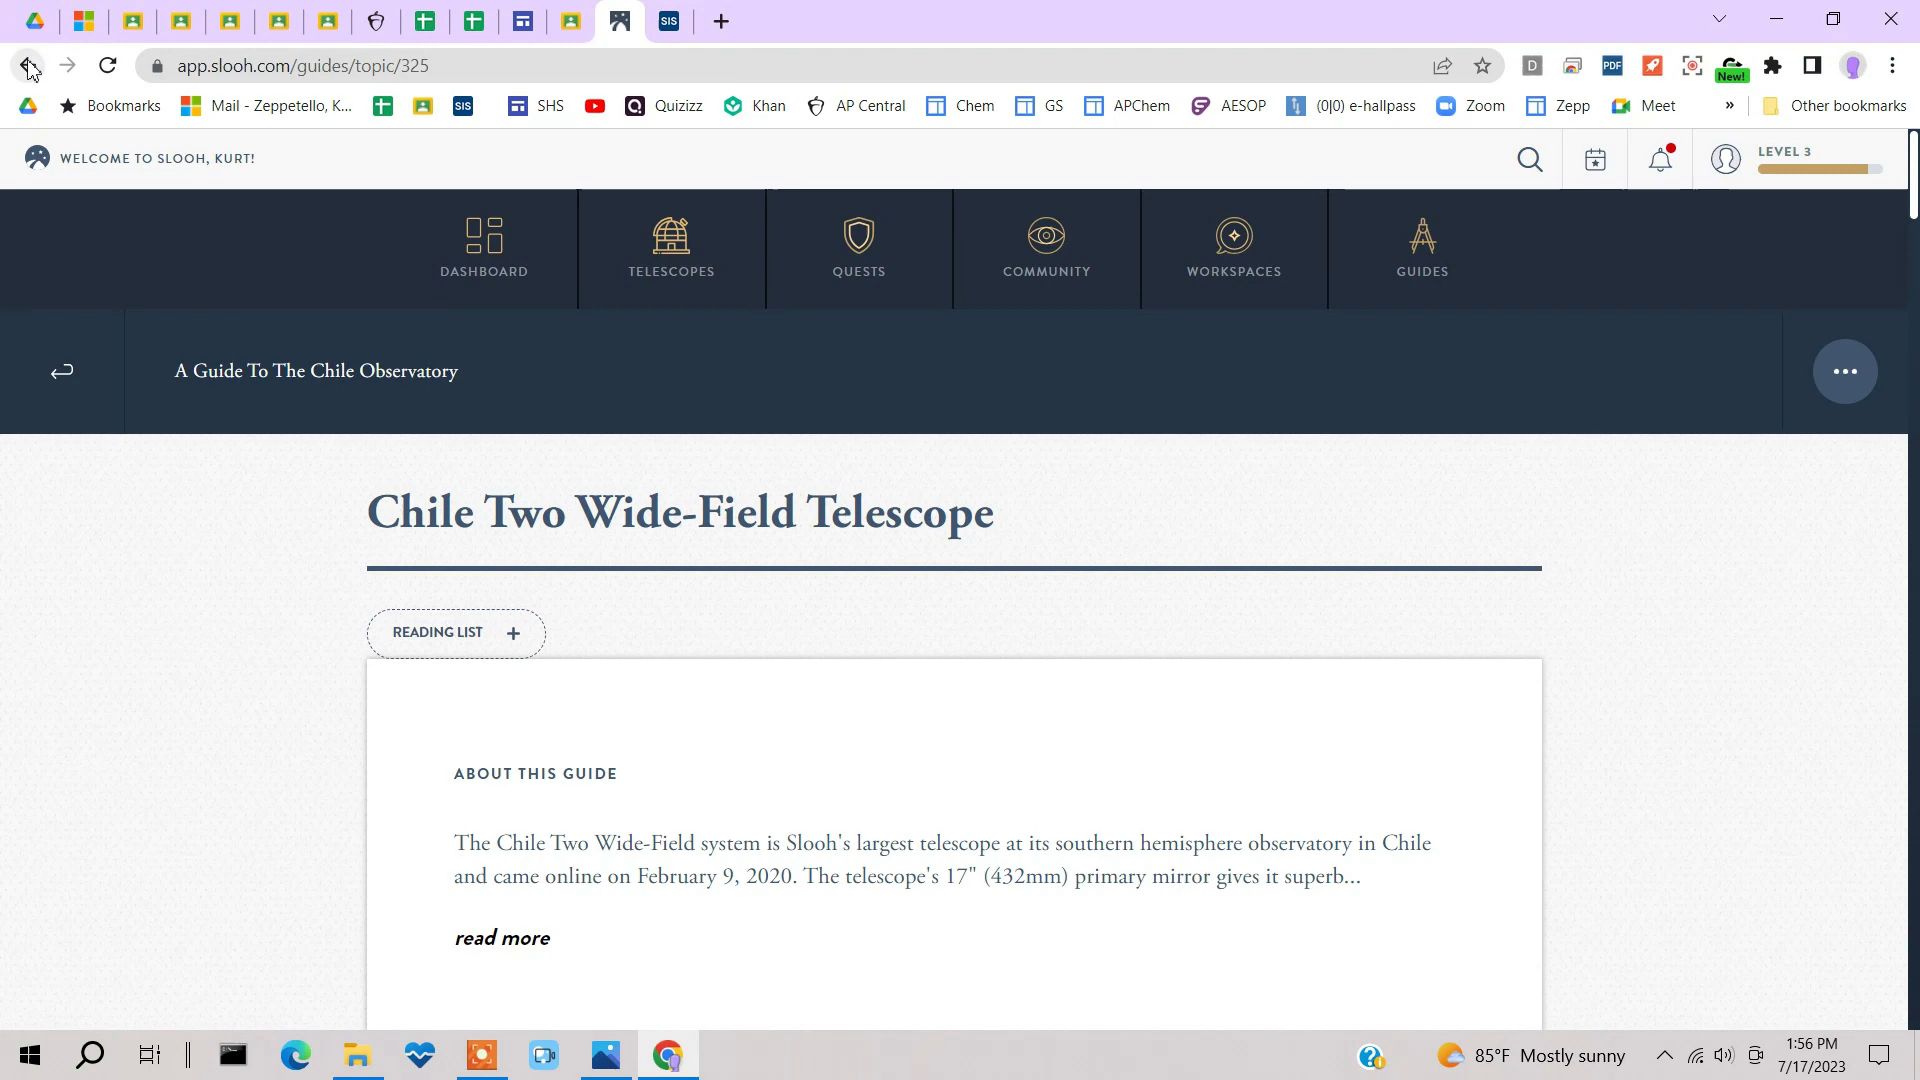 SIS
app.slooh.com/guides/topic/325
D
PDF
New!
Bookmarks
Mail - Zeppetello, K...
SIS
SHS
Quizizz
Khan
AP Central
Chem
GS
APChem
AESOP
(0|0) e-hallpass
Zoom
Zepp
Meet
»
Other bookmarks
WELCOME TO SLOOH, KURT!
LEVEL 3
DASHBOARD
TELESCOPES
QUESTS
COMMUNITY
WORKSPACES
GUIDES
A Guide To The Chile Observatory
Chile Two Wide-Field Telescope
READING LIST +
ABOUT THIS GUIDE
The Chile Two Wide-Field system is Slooh's largest telescope at its southern hemisphere observatory in Chile
and came online on February 9, 2020. The telescope's 17" (432mm) primary mirror gives it superb...
read more
85°F Mostly sunny
1:56 PM
7/17/2023